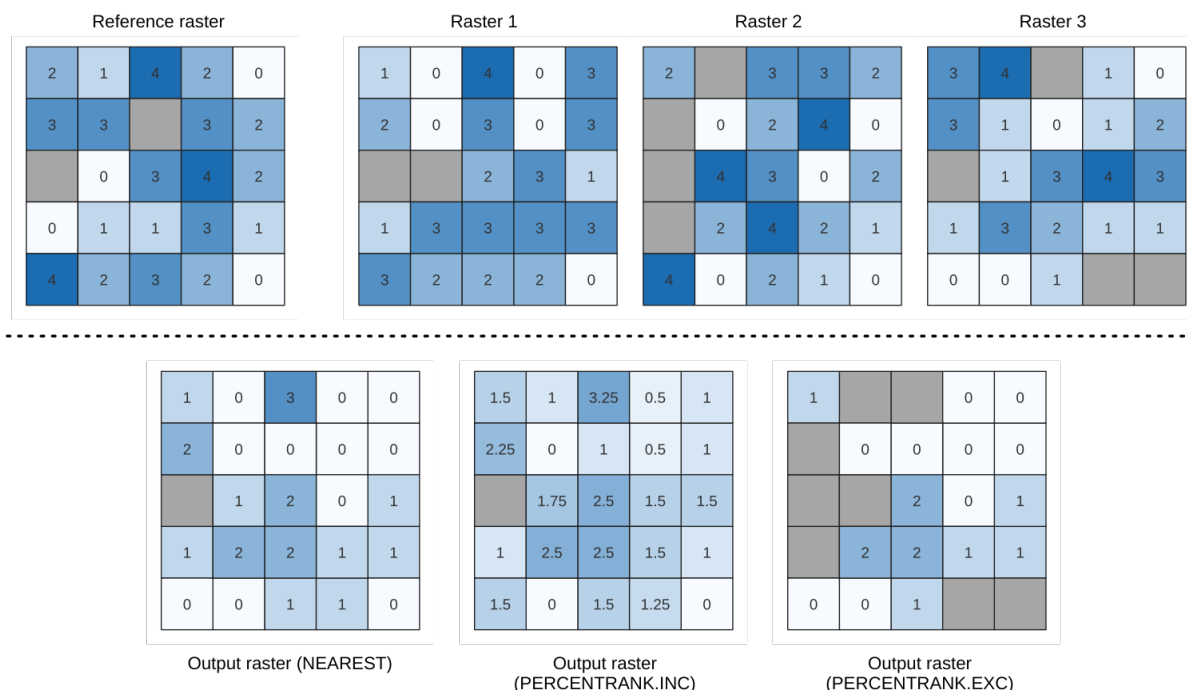 Reference raster Raster 1 Raster 2 Raster 3
2 1 4 2 0 1 0 4 0 3 2 3 3 2 3 4 1 0
3 3 3 2 2 0 3 0 3 0 2 4 0 3 1 0 1 2
0 3 4 2 2 3 1 4 3 0 2 1 3 4 3
0 1 1 3 1 1 3 3 3 3 2 4 2 1 1 3 2 1 1
4 2 3 2 0 3 2 2 2 0 4 0 2 1 0 0 0 1
1 0 3 0 0 1.5 1 3.25 0.5 1 1 0 0
2 0 0 0 0 2.25 0 1 0.5 1 0 0 0 0
1 2 0 1 1.75 2.5 1.5 1.5 2 0 1
1 2 2 1 1 1 2.5 2.5 1.5 1 2 2 1 1
0 0 1 1 0 1.5 0 1.5 1.25 0 0 0 1
Output raster (NEAREST) Output raster Output raster
(PERCENTRANK.INC) (PERCENTRANK.EXC)